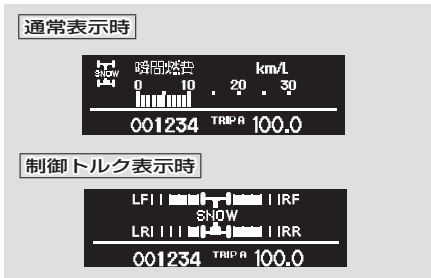 通常表示時
SNOW 瞬間燃費 km/L
0 10 . 20 . 30
001234 TRIP A 100.0
制御トルク表示時
LF RF
SNOW
LR RR
001234 TRIP A 100.0